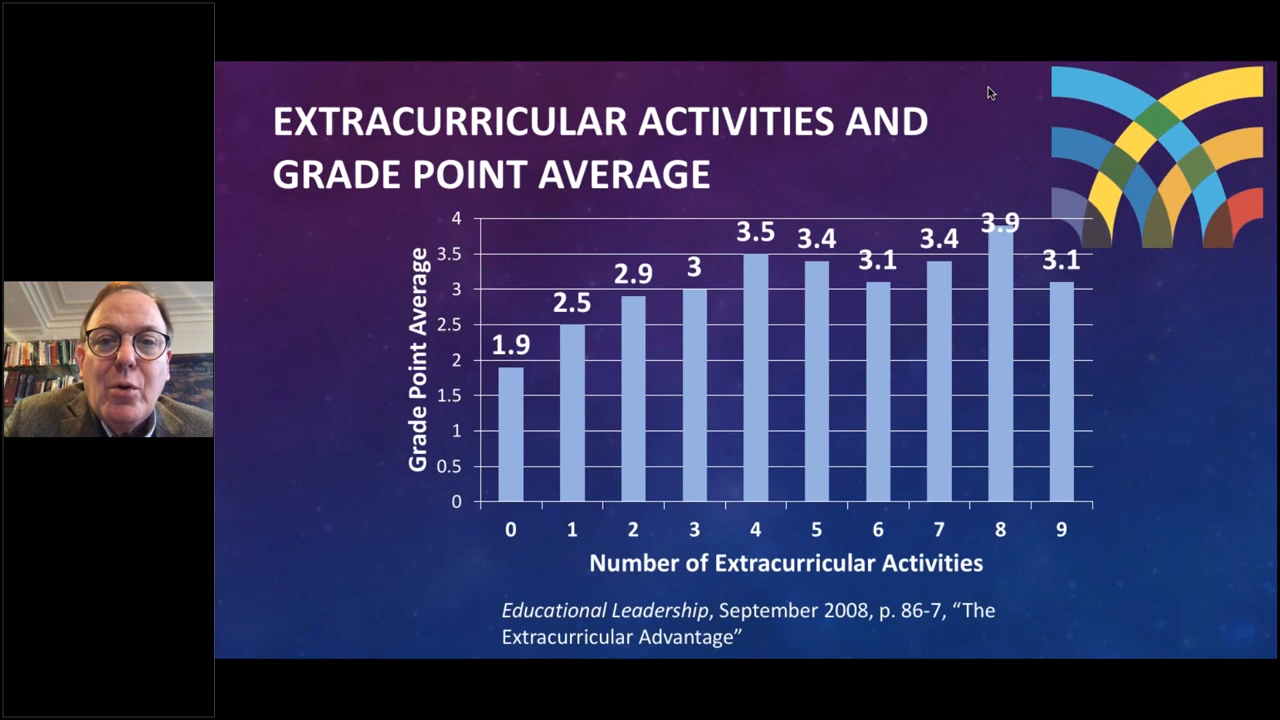 EXTRACURRICULAR ACTIVITIES AND
GRADE POINT AVERAGE
Grade Point Average
4
3.5
3
2.5
2
1.5
1
0.5
0
1.9
2.5
2.9
3
3.5
3.4
3.1
3.4
3.9
3.1
0 1 2 3 4 5 6 7 8 9
Number of Extracurricular Activities
Educational Leadership, September 2008, p. 86-7, “The
Extracurricular Advantage”